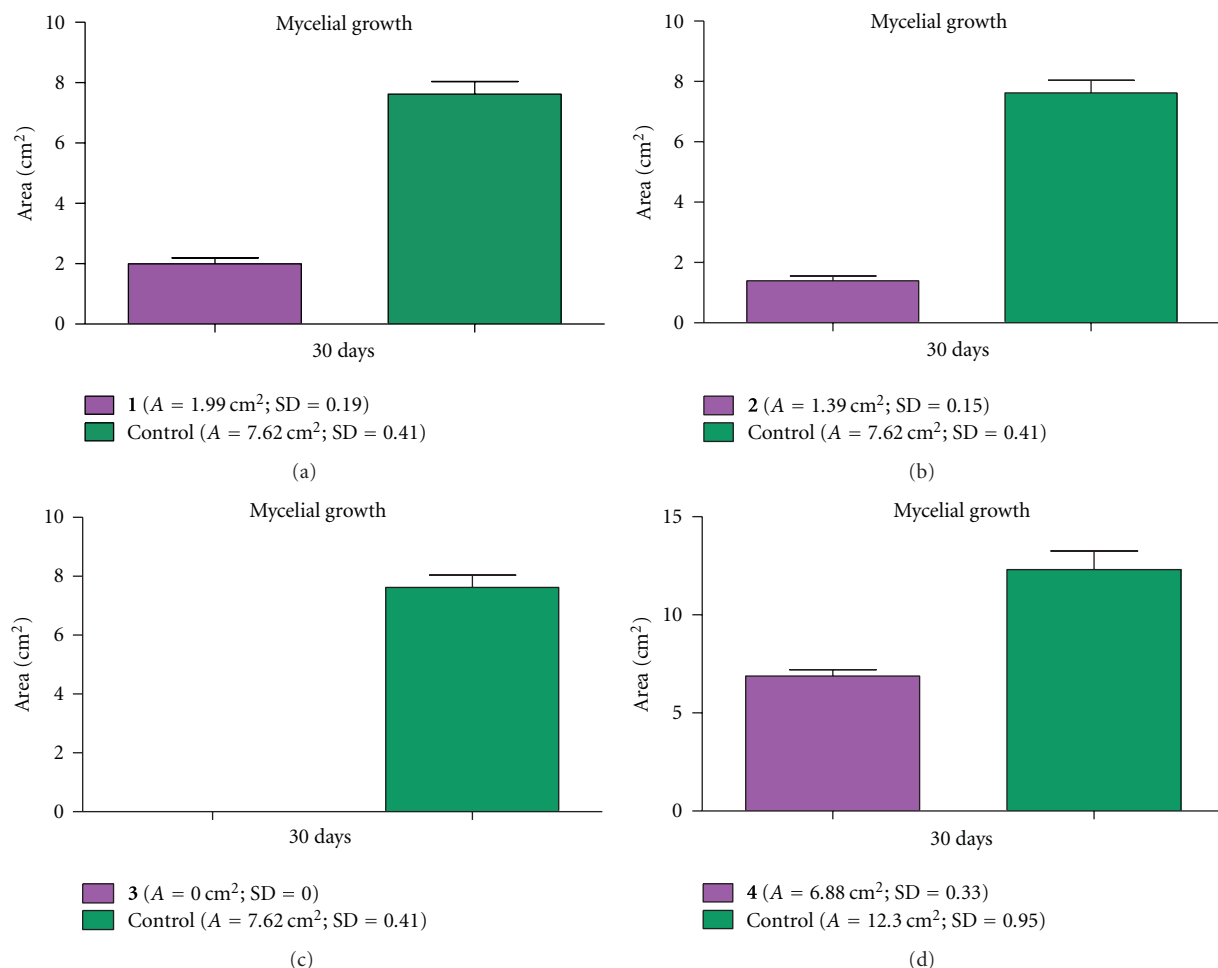 Mycelial growth
10
8
6
4
2
0
Area (cm²)
30 days
1 (A = 1.99 cm²; SD = 0.19)
Control (A = 7.62 cm²; SD = 0.41)
(a)
Mycelial growth
10
8
6
4
2
0
Area (cm²)
30 days
2 (A = 1.39 cm²; SD = 0.15)
Control (A = 7.62 cm²; SD = 0.41)
(b)
Mycelial growth
10
8
6
4
2
0
Area (cm²)
30 days
3 (A = 0 cm²; SD = 0)
Control (A = 7.62 cm²; SD = 0.41)
(c)
Mycelial growth
15
10
5
0
Area (cm²)
30 days
4 (A = 6.88 cm²; SD = 0.33)
Control (A = 12.3 cm²; SD = 0.95)
(d)